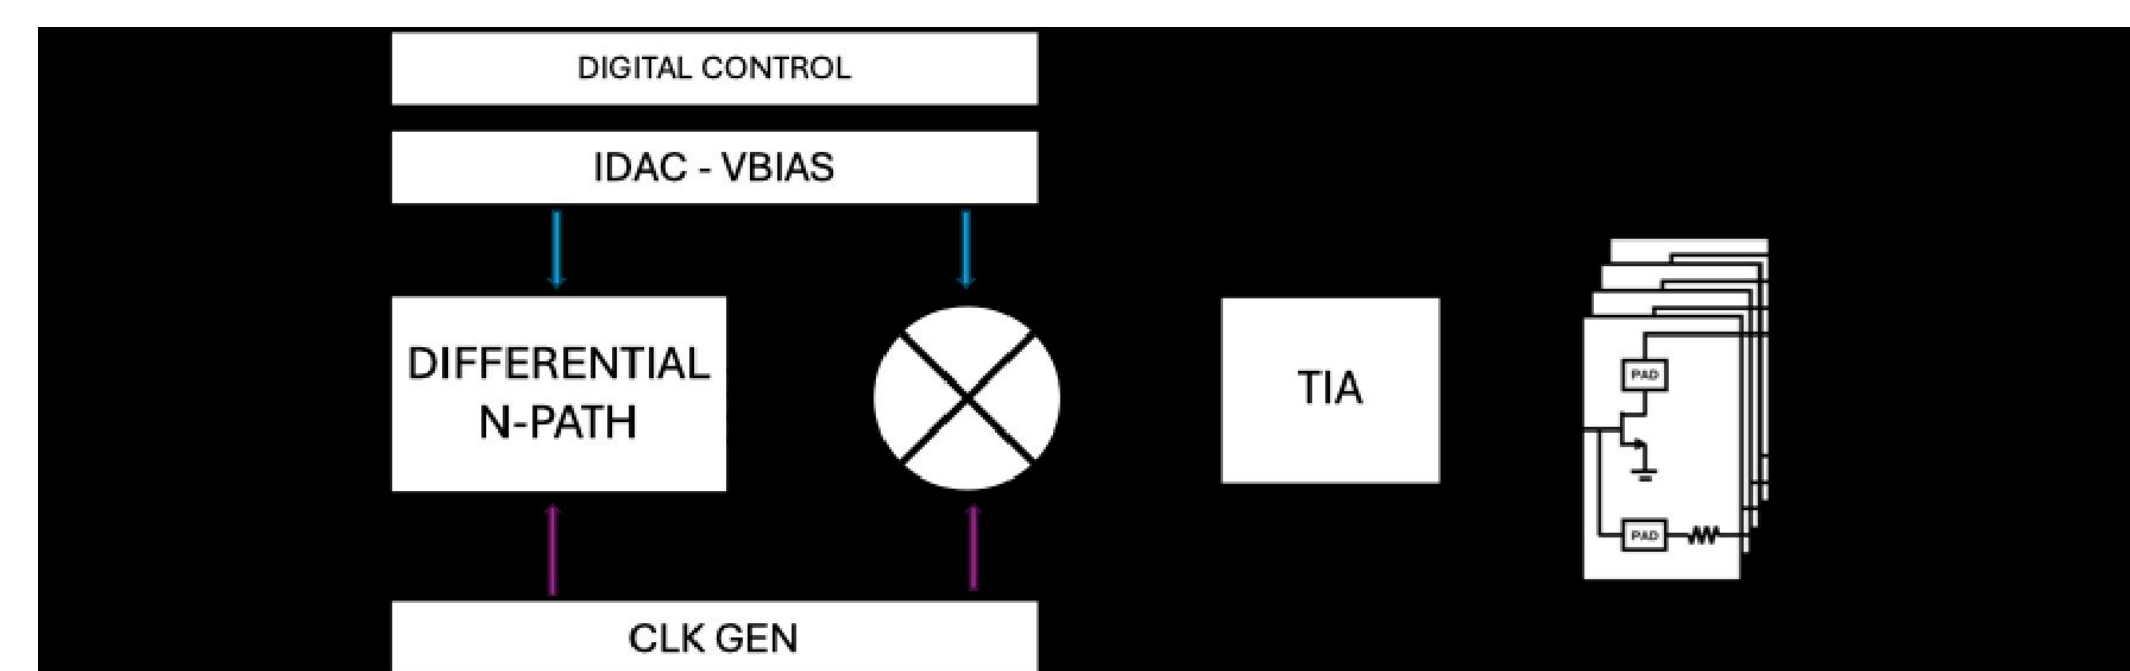 DIGITAL CONTROL
IDAC - VBIAS
DIFFERENTIAL
N-PATH
TIA
PAD
PAD
CLK GEN